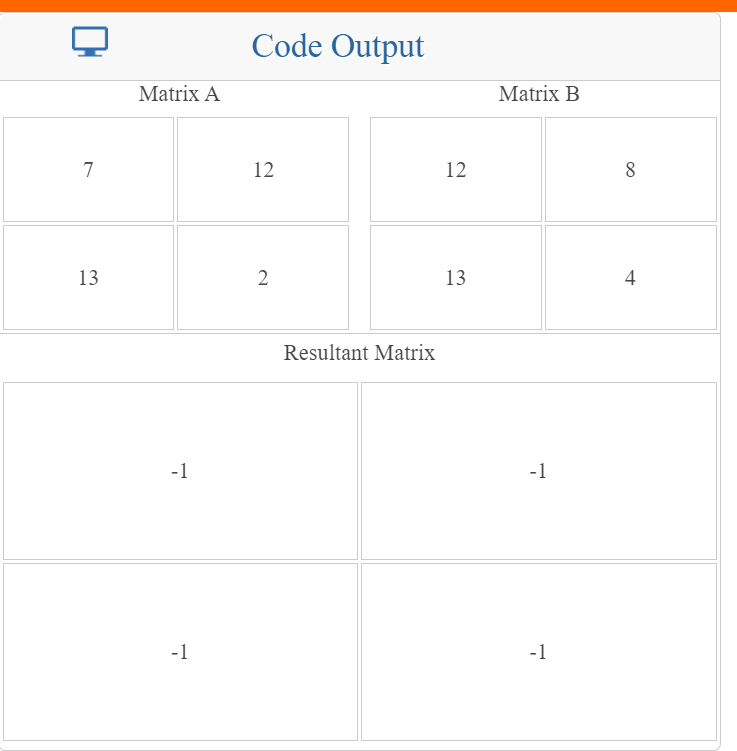 Code Output
Matrix A Matrix B
7 12 12 8
13 2 13 4
Resultant Matrix
-1 -1
-1 -1